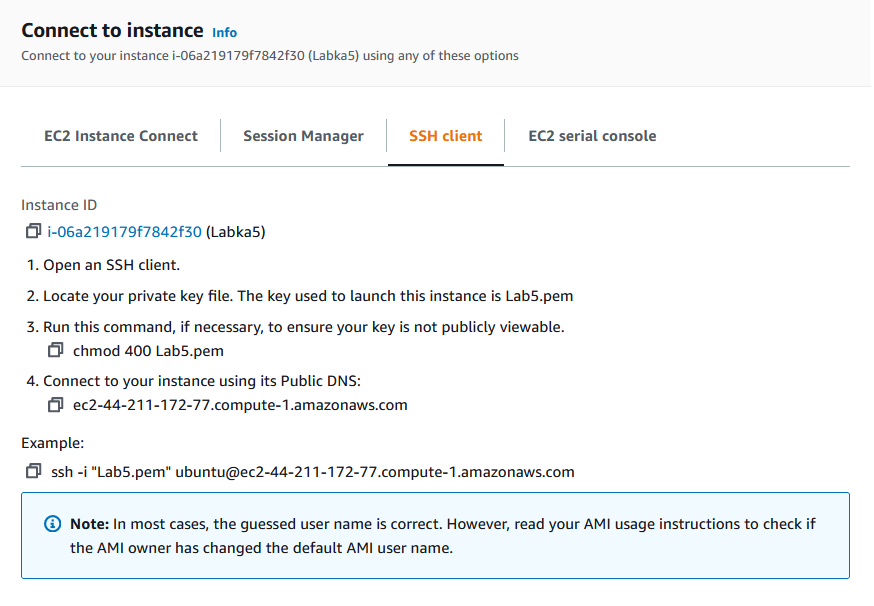 Connect to instance Info
Connect to your instance i-06a219179f7842f30 (Labka5) using any of these options
EC2 Instance Connect
Session Manager
SSH client
EC2 serial console
Instance ID
i-06a219179f7842f30 (Labka5)
1. Open an SSH client.
2. Locate your private key file. The key used to launch this instance is Lab5.pem
3. Run this command, if necessary, to ensure your key is not publicly viewable.
chmod 400 Lab5.pem
4. Connect to your instance using its Public DNS:
ec2-44-211-172-77.compute-1.amazonaws.com
Example:
ssh -i "Lab5.pem" ubuntu@ec2-44-211-172-77.compute-1.amazonaws.com
Note: In most cases, the guessed user name is correct. However, read your AMI usage instructions to check if
the AMI owner has changed the default AMI user name.